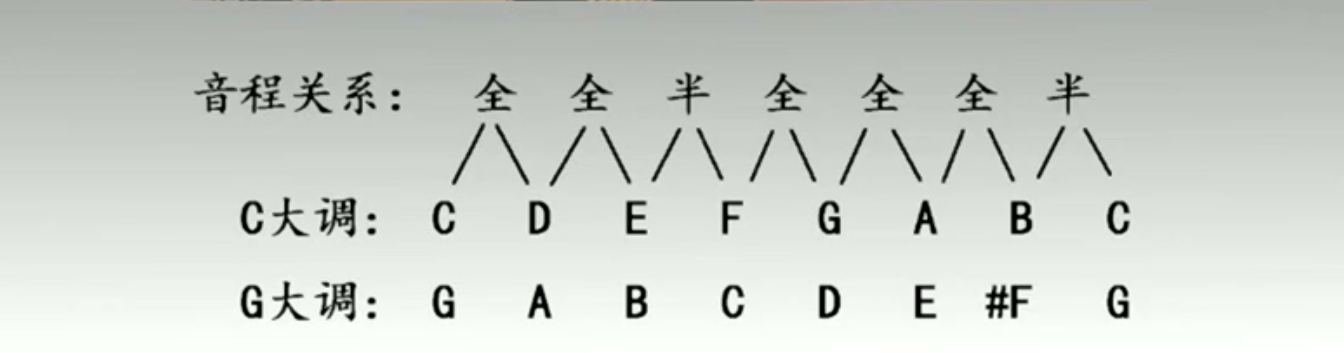 音程关系: 全 全 半 全 全 全 半
C大调: C D E F G A B C
G大调: G A B C D E #F G